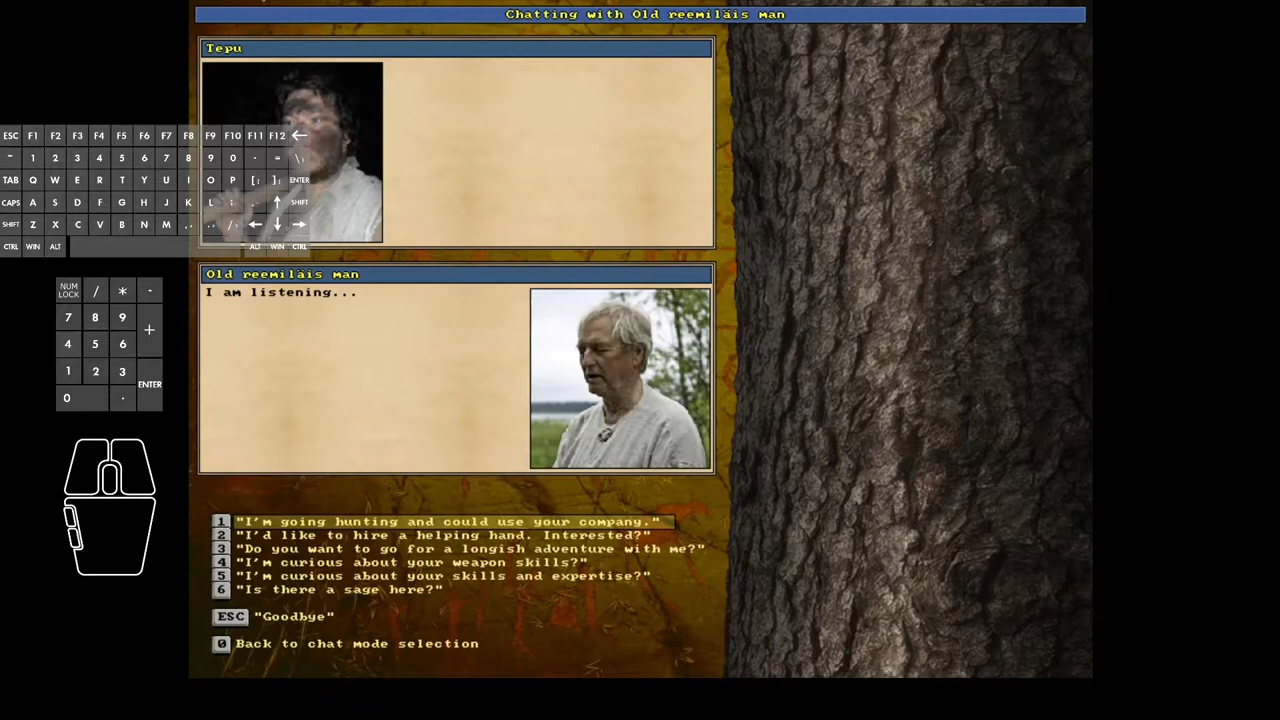 Chatting with Old reemiläis man
Tepu
ESC F1 F2 F3 F4 F5 F6 F7 F8 F9 F10 F11 F12 ←
~ 1 2 3 4 5 6 7 8 9 0 - = \
TAB Q W E R T Y U I O P [ ] ENTER
CAPS A S D F G H J K L ↑ SHIFT
SHIFT Z X C V B N M / ← ↓ →
CTRL WIN ALT ALT WIN CTRL
Old reemiläis man
I am listening...
NUM LOCK / * -
7 8 9 +
4 5 6
1 2 3 ENTER
0 .
1 "I'm going hunting and could use your company."
2 "I'd like to hire a helping hand. Interested?"
3 "Do you want to go for a longish adventure with me?"
4 "I'm curious about your weapon skills?"
5 "I'm curious about your skills and expertise?"
6 "Is there a sage here?"
ESC "Goodbye"
0 Back to chat mode selection